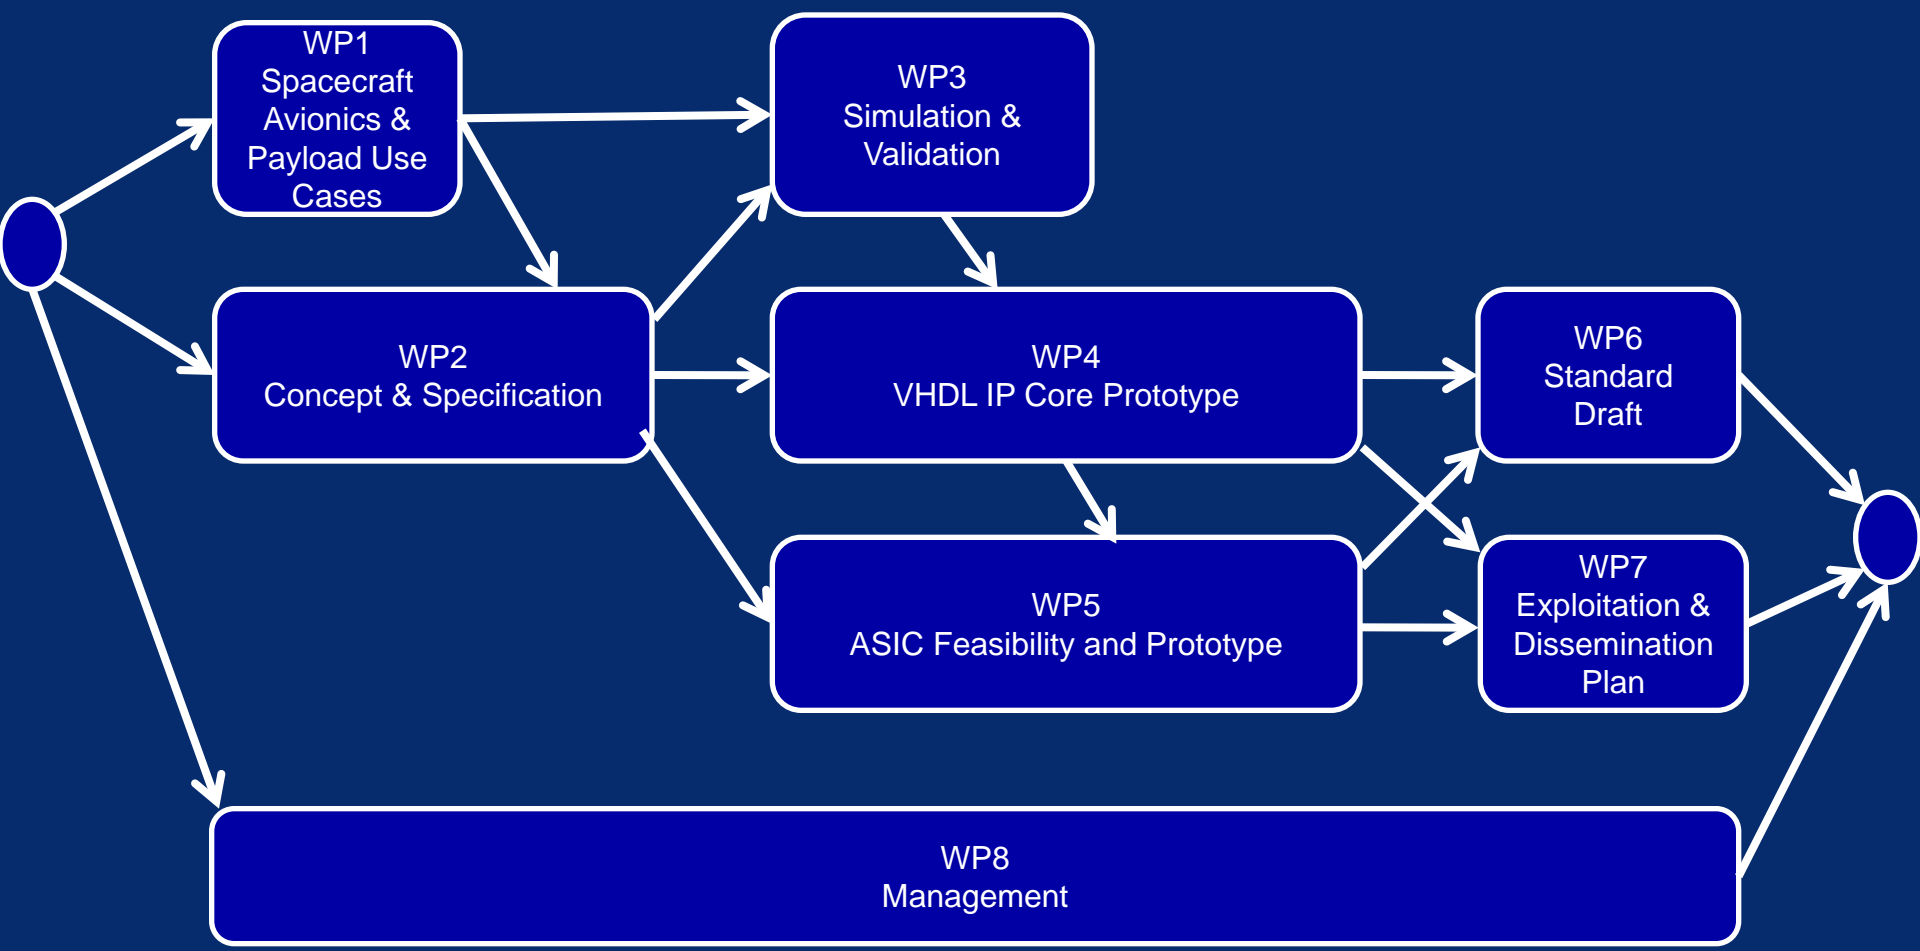 WP1
Spacecraft
Avionics &
Payload Use
Cases
WP3
Simulation &
Validation
WP2
Concept & Specification
WP4
VHDL IP Core Prototype
WP6
Standard
Draft
WP5
ASIC Feasibility and Prototype
WP7
Exploitation &
Dissemination
Plan
WP8
Management